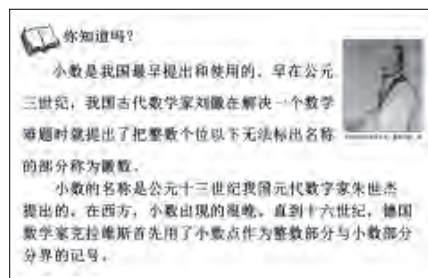 你知道吗？
小数是我国最早提出和使用的。早在公元
三世纪，我国古代数学家刘徽在解决一个数学
难题时就提出了把整数个位以下无法标出名称
的部分称为徽数。
小数的名称是公元十三世纪我国元代数学家朱世杰
提出的。在西方，小数出现的很晚。直到十六世纪，德国
数学家克拉维斯首先用了小数点作为整数部分与小数部分
分界的记号。